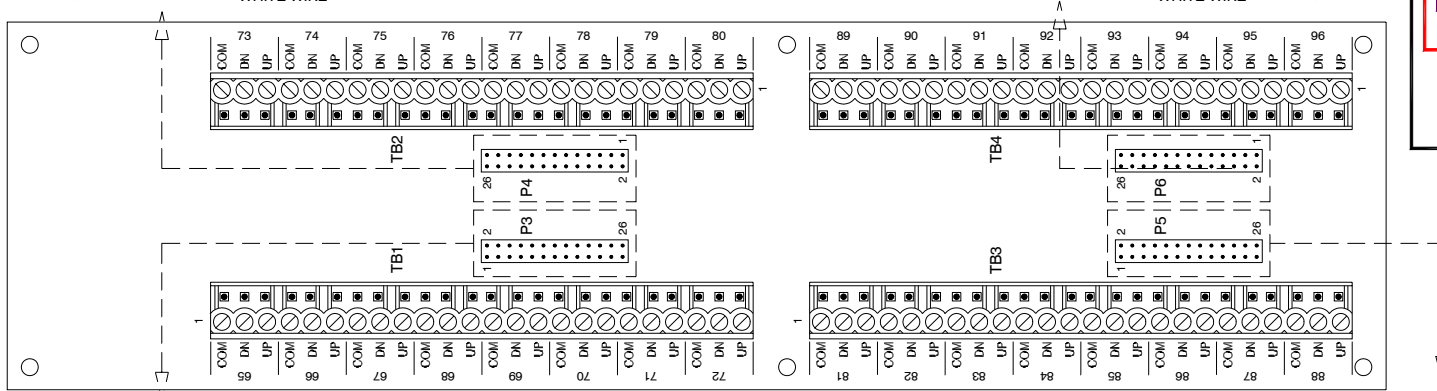 73 74 75 76 77 78 79 80 89 90 91 92 93 94 95 96
COM DN UP COM DN UP COM DN UP COM DN UP COM DN UP COM DN UP COM DN UP COM DN UP COM DN UP COM DN UP COM DN UP COM DN UP COM DN UP COM DN UP COM DN UP COM DN UP
1 1
TB2 TB4
1 1
26 P4 2 26 P6 2
2 P3 26 2 P5 26
1 1
TB1 TB3
1 1
COM DN UP COM DN UP COM DN UP COM DN UP COM DN UP COM DN UP COM DN UP COM DN UP COM DN UP COM DN UP COM DN UP COM DN UP COM DN UP COM DN UP COM DN UP COM DN UP
65 66 67 68 69 70 71 72 81 82 83 84 85 86 87 88